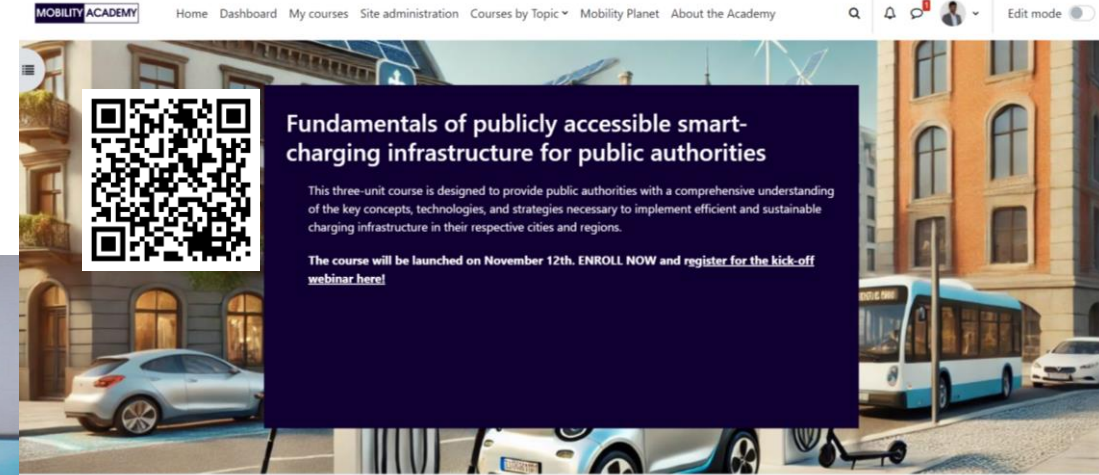 MOBILITY ACADEMY
Home Dashboard My courses Site administration Courses by Topic Mobility Planet About the Academy
1
Edit mode
Fundamentals of publicly accessible smart-
charging infrastructure for public authorities
This three-unit course is designed to provide public authorities with a comprehensive understanding
of the key concepts, technologies, and strategies necessary to implement efficient and sustainable
charging infrastructure in their respective cities and regions.
The course will be launched on November 12th. ENROLL NOW and register for the kick-off
webinar here!